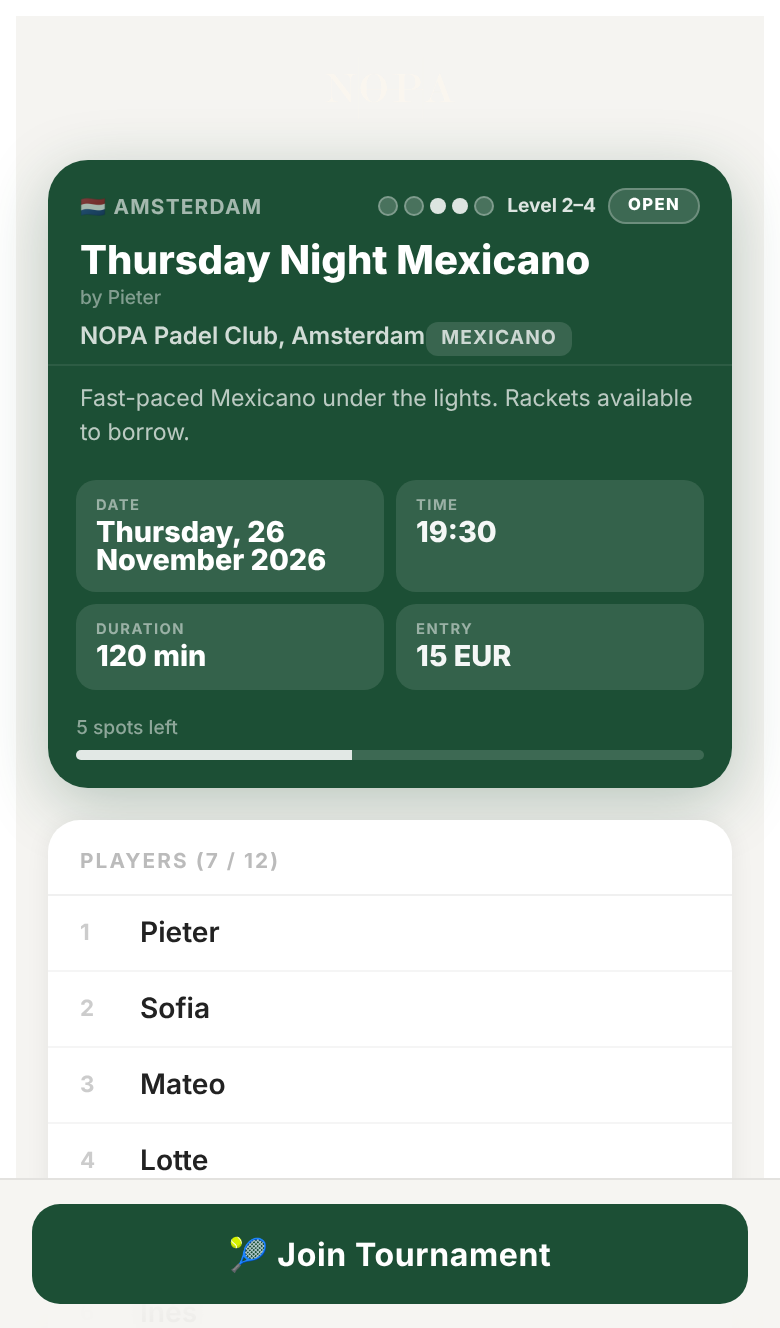 NOPA
AMSTERDAM
Level 2–4
OPEN
Thursday Night Mexicano
by Pieter
NOPA Padel Club, Amsterdam
MEXICANO
Fast-paced Mexicano under the lights. Rackets available
to borrow.
DATE
Thursday, 26
November 2026
TIME
19:30
DURATION
120 min
ENTRY
15 EUR
5 spots left
PLAYERS (7 / 12)
1
Pieter
2
Sofia
3
Mateo
4
Lotte
🎾 Join Tournament